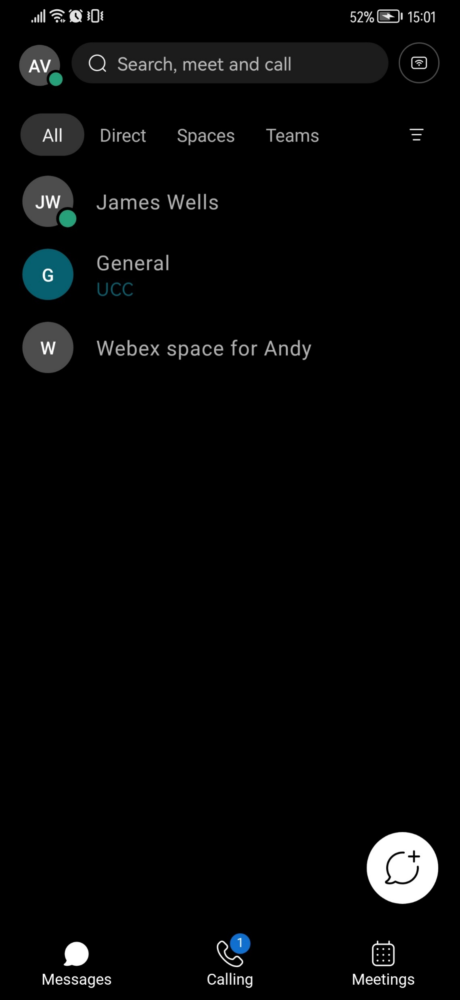 52% 15:01
AV Search, meet and call
All Direct Spaces Teams
JW James Wells
G General
UCC
W Webex space for Andy
1
Messages Calling Meetings